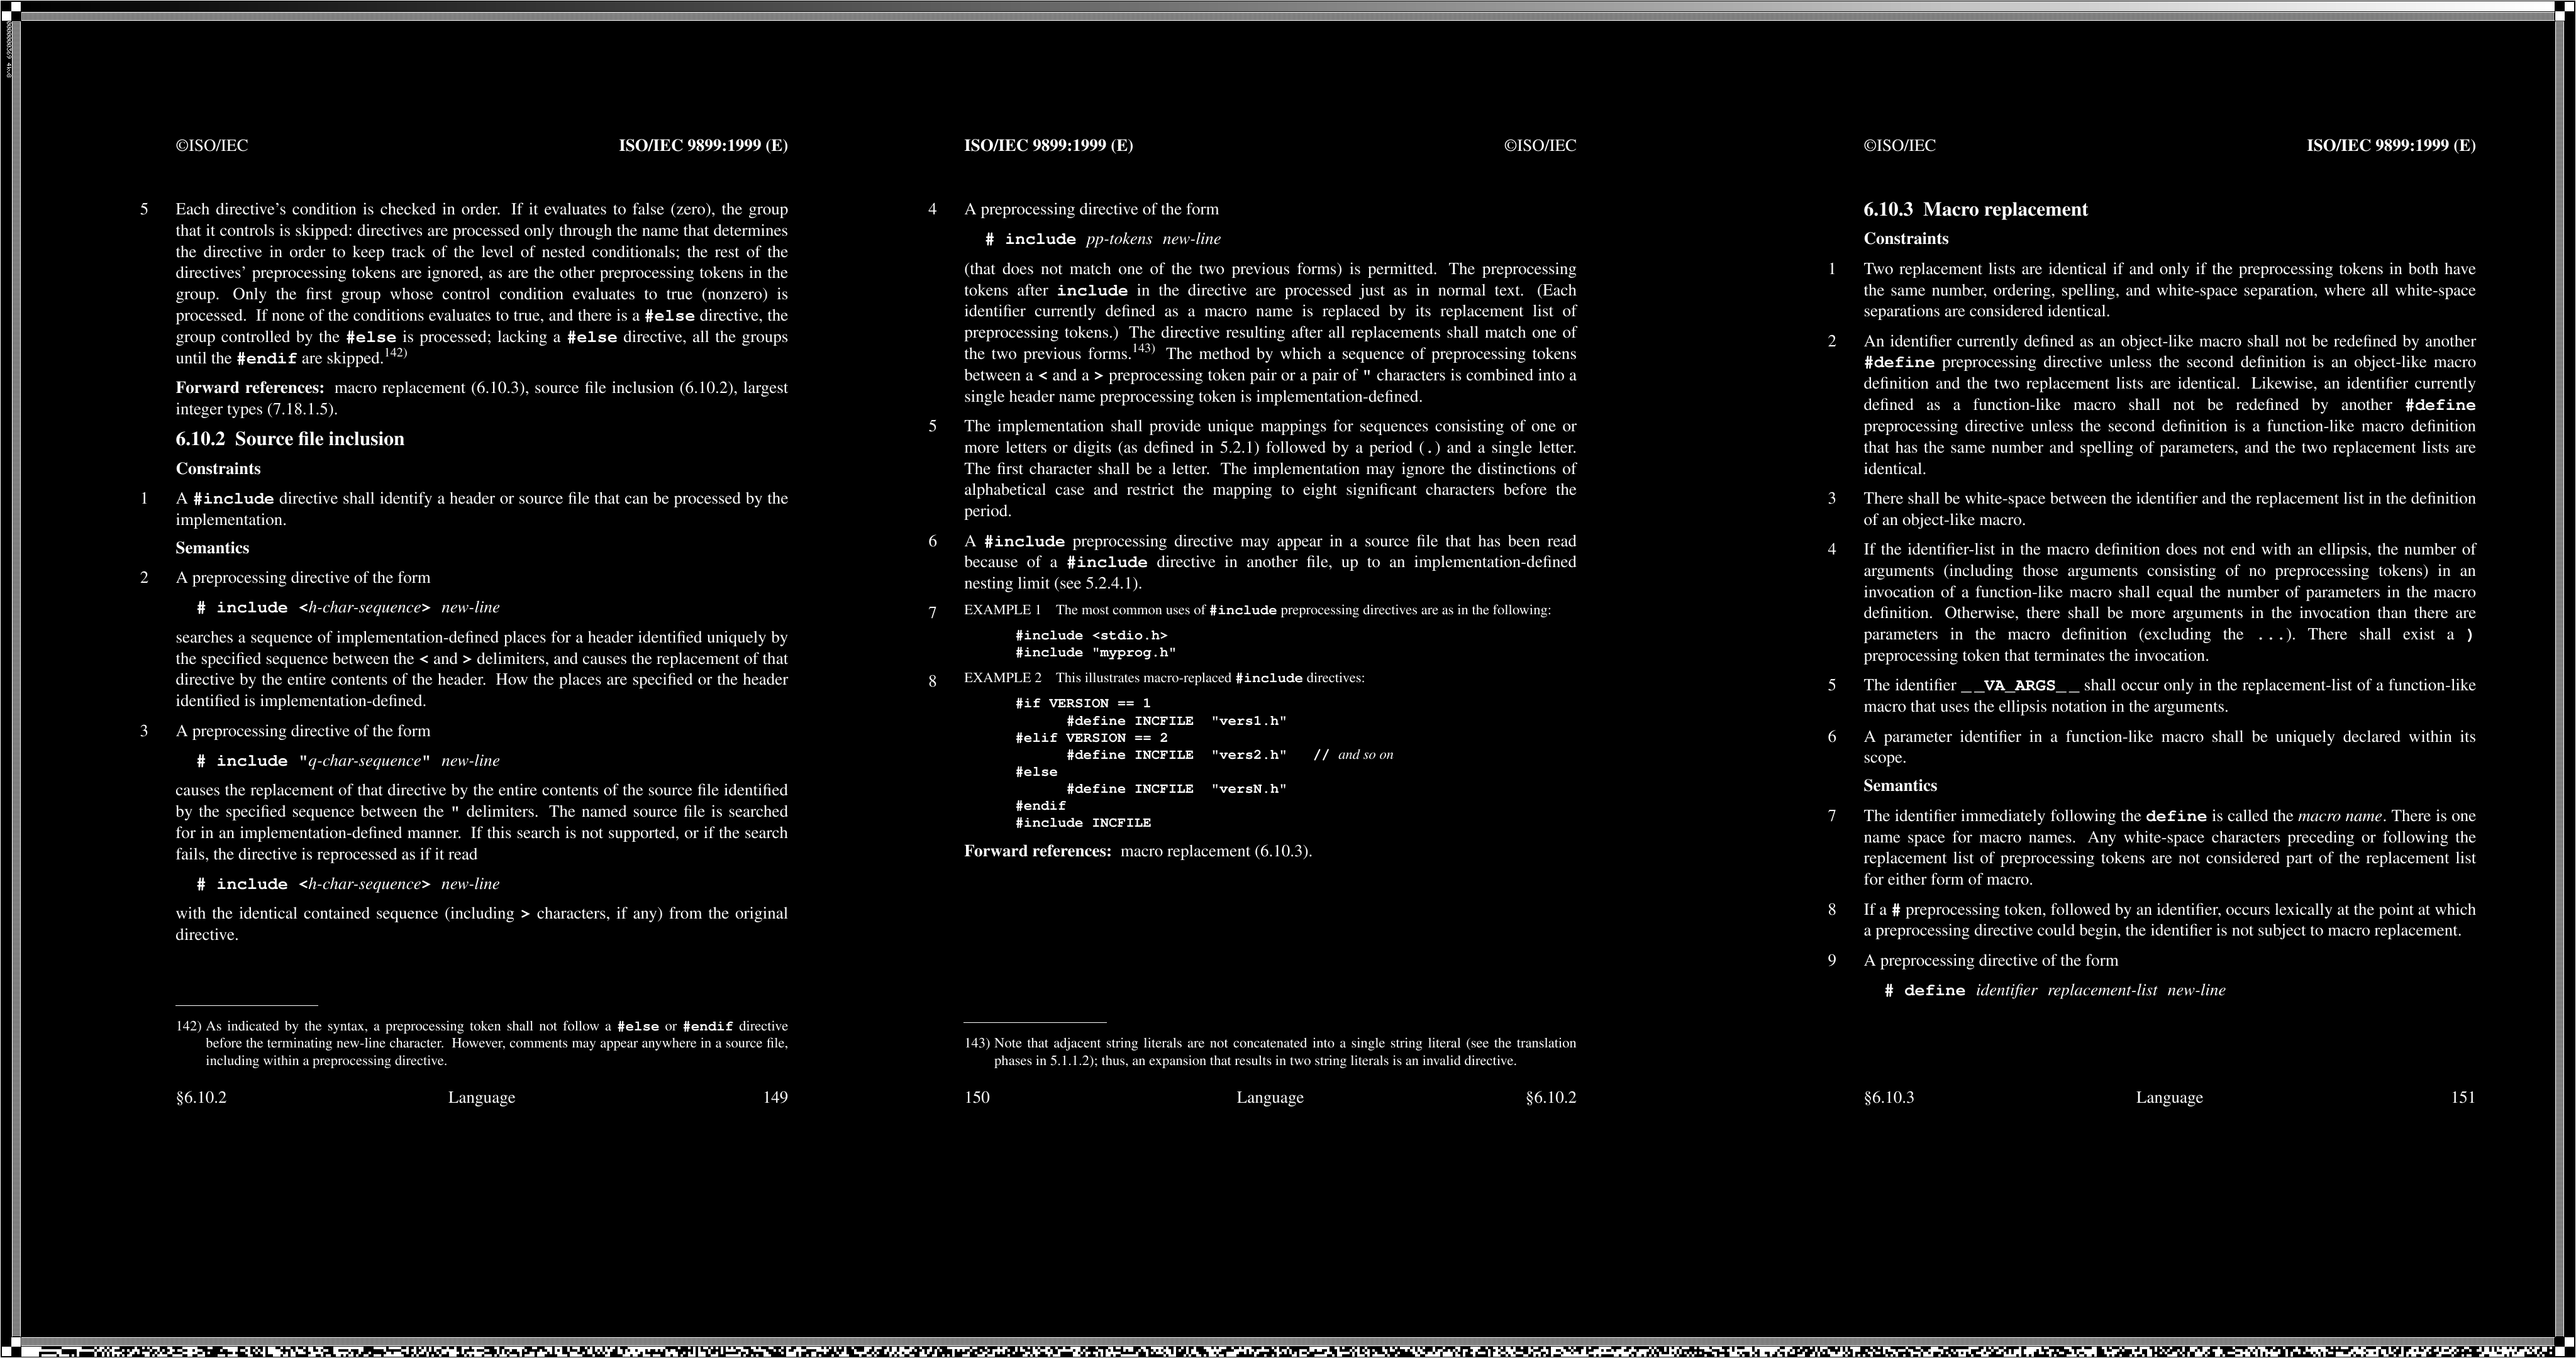 ©ISO/IEC ISO/IEC 9899:1999 (E)
5 Each directive’s condition is checked in order. If it evaluates to false (zero), the group
that it controls is skipped: directives are processed only through the name that determines
the directive in order to keep track of the level of nested conditionals; the rest of the
directives’ preprocessing tokens are ignored, as are the other preprocessing tokens in the
group. Only the first group whose control condition evaluates to true (nonzero) is
processed. If none of the conditions evaluates to true, and there is a #else directive, the
group controlled by the #else is processed; lacking a #else directive, all the groups
until the #endif are skipped.142)
Forward references: macro replacement (6.10.3), source file inclusion (6.10.2), largest
integer types (7.18.1.5).
6.10.2 Source file inclusion
Constraints
1 A #include directive shall identify a header or source file that can be processed by the
implementation.
Semantics
2 A preprocessing directive of the form
# include <h-char-sequence> new-line
searches a sequence of implementation-defined places for a header identified uniquely by
the specified sequence between the < and > delimiters, and causes the replacement of that
directive by the entire contents of the header. How the places are specified or the header
identified is implementation-defined.
3 A preprocessing directive of the form
# include "q-char-sequence" new-line
causes the replacement of that directive by the entire contents of the source file identified
by the specified sequence between the " delimiters. The named source file is searched
for in an implementation-defined manner. If this search is not supported, or if the search
fails, the directive is reprocessed as if it read
# include <h-char-sequence> new-line
with the identical contained sequence (including > characters, if any) from the original
directive.
142) As indicated by the syntax, a preprocessing token shall not follow a #else or #endif directive
before the terminating new-line character. However, comments may appear anywhere in a source file,
including within a preprocessing directive.
§6.10.2 Language 149
ISO/IEC 9899:1999 (E) ©ISO/IEC
4 A preprocessing directive of the form
# include pp-tokens new-line
(that does not match one of the two previous forms) is permitted. The preprocessing
tokens after include in the directive are processed just as in normal text. (Each
identifier currently defined as a macro name is replaced by its replacement list of
preprocessing tokens.) The directive resulting after all replacements shall match one of
the two previous forms.143) The method by which a sequence of preprocessing tokens
between a < and a > preprocessing token pair or a pair of " characters is combined into a
single header name preprocessing token is implementation-defined.
5 The implementation shall provide unique mappings for sequences consisting of one or
more letters or digits (as defined in 5.2.1) followed by a period (.) and a single letter.
The first character shall be a letter. The implementation may ignore the distinctions of
alphabetical case and restrict the mapping to eight significant characters before the
period.
6 A #include preprocessing directive may appear in a source file that has been read
because of a #include directive in another file, up to an implementation-defined
nesting limit (see 5.2.4.1).
7 EXAMPLE 1 The most common uses of #include preprocessing directives are as in the following:
#include <stdio.h>
#include "myprog.h"
8 EXAMPLE 2 This illustrates macro-replaced #include directives:
#if VERSION == 1
#define INCFILE "vers1.h"
#elif VERSION == 2
#define INCFILE "vers2.h" // and so on
#else
#define INCFILE "versN.h"
#endif
#include INCFILE
Forward references: macro replacement (6.10.3).
143) Note that adjacent string literals are not concatenated into a single string literal (see the translation
phases in 5.1.1.2); thus, an expansion that results in two string literals is an invalid directive.
150 Language §6.10.2
©ISO/IEC ISO/IEC 9899:1999 (E)
6.10.3 Macro replacement
Constraints
1 Two replacement lists are identical if and only if the preprocessing tokens in both have
the same number, ordering, spelling, and white-space separation, where all white-space
separations are considered identical.
2 An identifier currently defined as an object-like macro shall not be redefined by another
#define preprocessing directive unless the second definition is an object-like macro
definition and the two replacement lists are identical. Likewise, an identifier currently
defined as a function-like macro shall not be redefined by another #define
preprocessing directive unless the second definition is a function-like macro definition
that has the same number and spelling of parameters, and the two replacement lists are
identical.
3 There shall be white-space between the identifier and the replacement list in the definition
of an object-like macro.
4 If the identifier-list in the macro definition does not end with an ellipsis, the number of
arguments (including those arguments consisting of no preprocessing tokens) in an
invocation of a function-like macro shall equal the number of parameters in the macro
definition. Otherwise, there shall be more arguments in the invocation than there are
parameters in the macro definition (excluding the ...). There shall exist a )
preprocessing token that terminates the invocation.
5 The identifier __VA_ARGS__ shall occur only in the replacement-list of a function-like
macro that uses the ellipsis notation in the arguments.
6 A parameter identifier in a function-like macro shall be uniquely declared within its
scope.
Semantics
7 The identifier immediately following the define is called the macro name. There is one
name space for macro names. Any white-space characters preceding or following the
replacement list of preprocessing tokens are not considered part of the replacement list
for either form of macro.
8 If a # preprocessing token, followed by an identifier, occurs lexically at the point at which
a preprocessing directive could begin, the identifier is not subject to macro replacement.
9 A preprocessing directive of the form
# define identifier replacement-list new-line
§6.10.3 Language 151